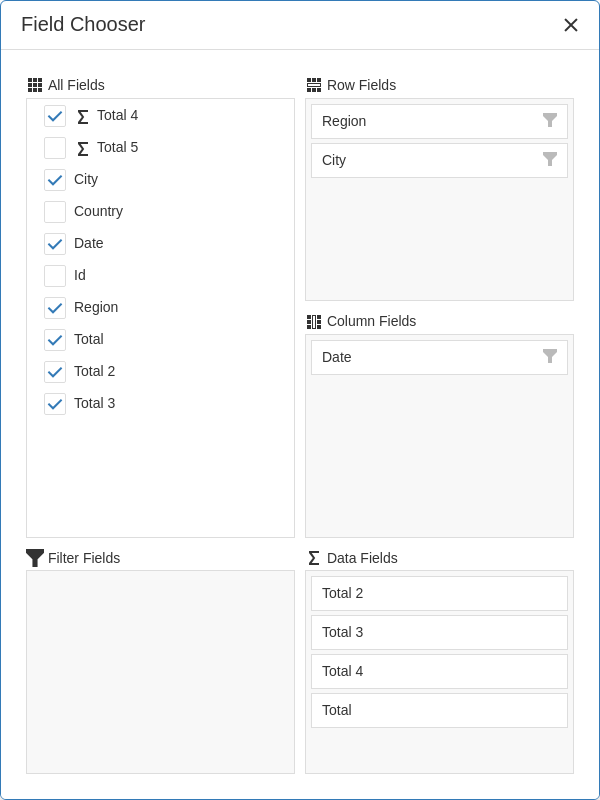 Field Chooser
All Fields
Σ Total 4
Σ Total 5
City
Country
Date
Id
Region
Total
Total 2
Total 3
Row Fields
Region
City
Column Fields
Date
Filter Fields
Σ Data Fields
Total 2
Total 3
Total 4
Total